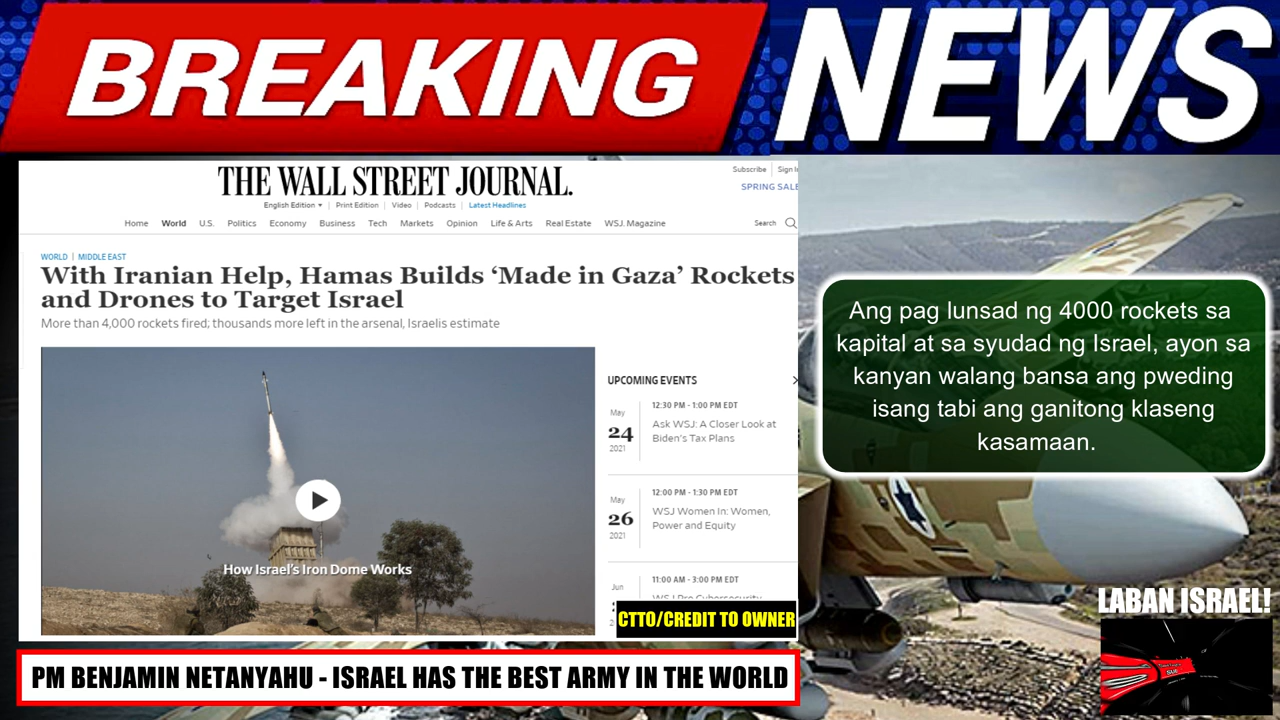 BREAKING NEWS
THE WALL STREET JOURNAL.
Subscribe
SPRING SALE
English Edition ▾ | Print Edition | Video | Podcasts | Latest Headlines
Home World U.S. Politics Economy Business Tech Markets Opinion Life & Arts Real Estate WSJ. Magazine Search
WORLD | MIDDLE EAST
With Iranian Help, Hamas Builds ‘Made in Gaza’ Rockets
and Drones to Target Israel
More than 4,000 rockets fired; thousands more left in the arsenal, Israelis estimate
How Israel’s Iron Dome Works
UPCOMING EVENTS
May
24
2021
12:30 PM - 1:00 PM EDT
Ask WSJ: A Closer Look at
Biden’s Tax Plans
May
26
2021
12:00 PM - 1:30 PM EDT
WSJ Women In: Women,
Power and Equity
Jun
11:00 AM - 3:00 PM EDT
WSJ Pro Cybersecurity
CTTO/CREDIT TO OWNER
Ang pag lunsad ng 4000 rockets sa
kapital at sa syudad ng Israel, ayon sa
kanyan walang bansa ang pweding
isang tabi ang ganitong klaseng
kasamaan.
LABAN ISRAEL!
PM BENJAMIN NETANYAHU - ISRAEL HAS THE BEST ARMY IN THE WORLD